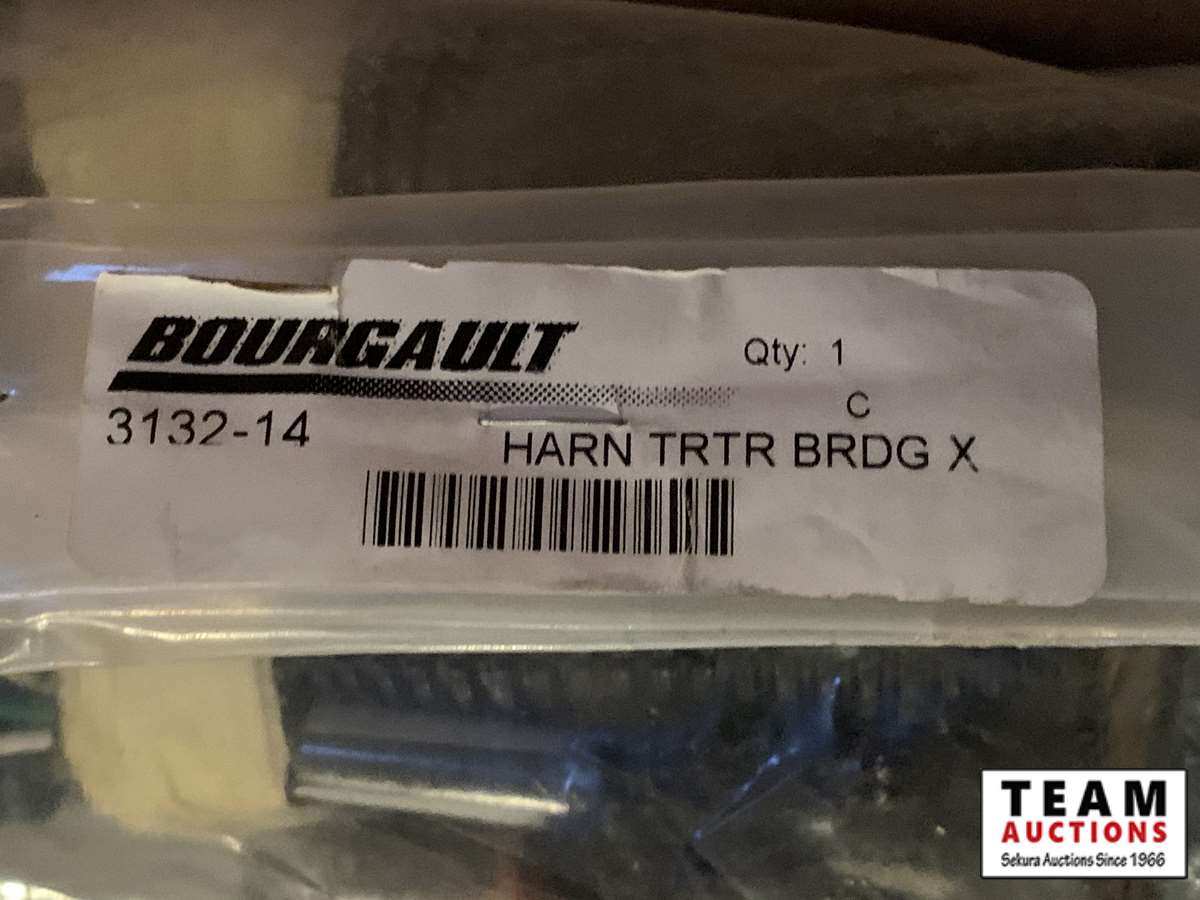 BOURGAULT
Qty: 1
C
3132-14
HARN TRTR BRDG X
TEAM
AUCTIONS
Sekura Auctions Since 1966